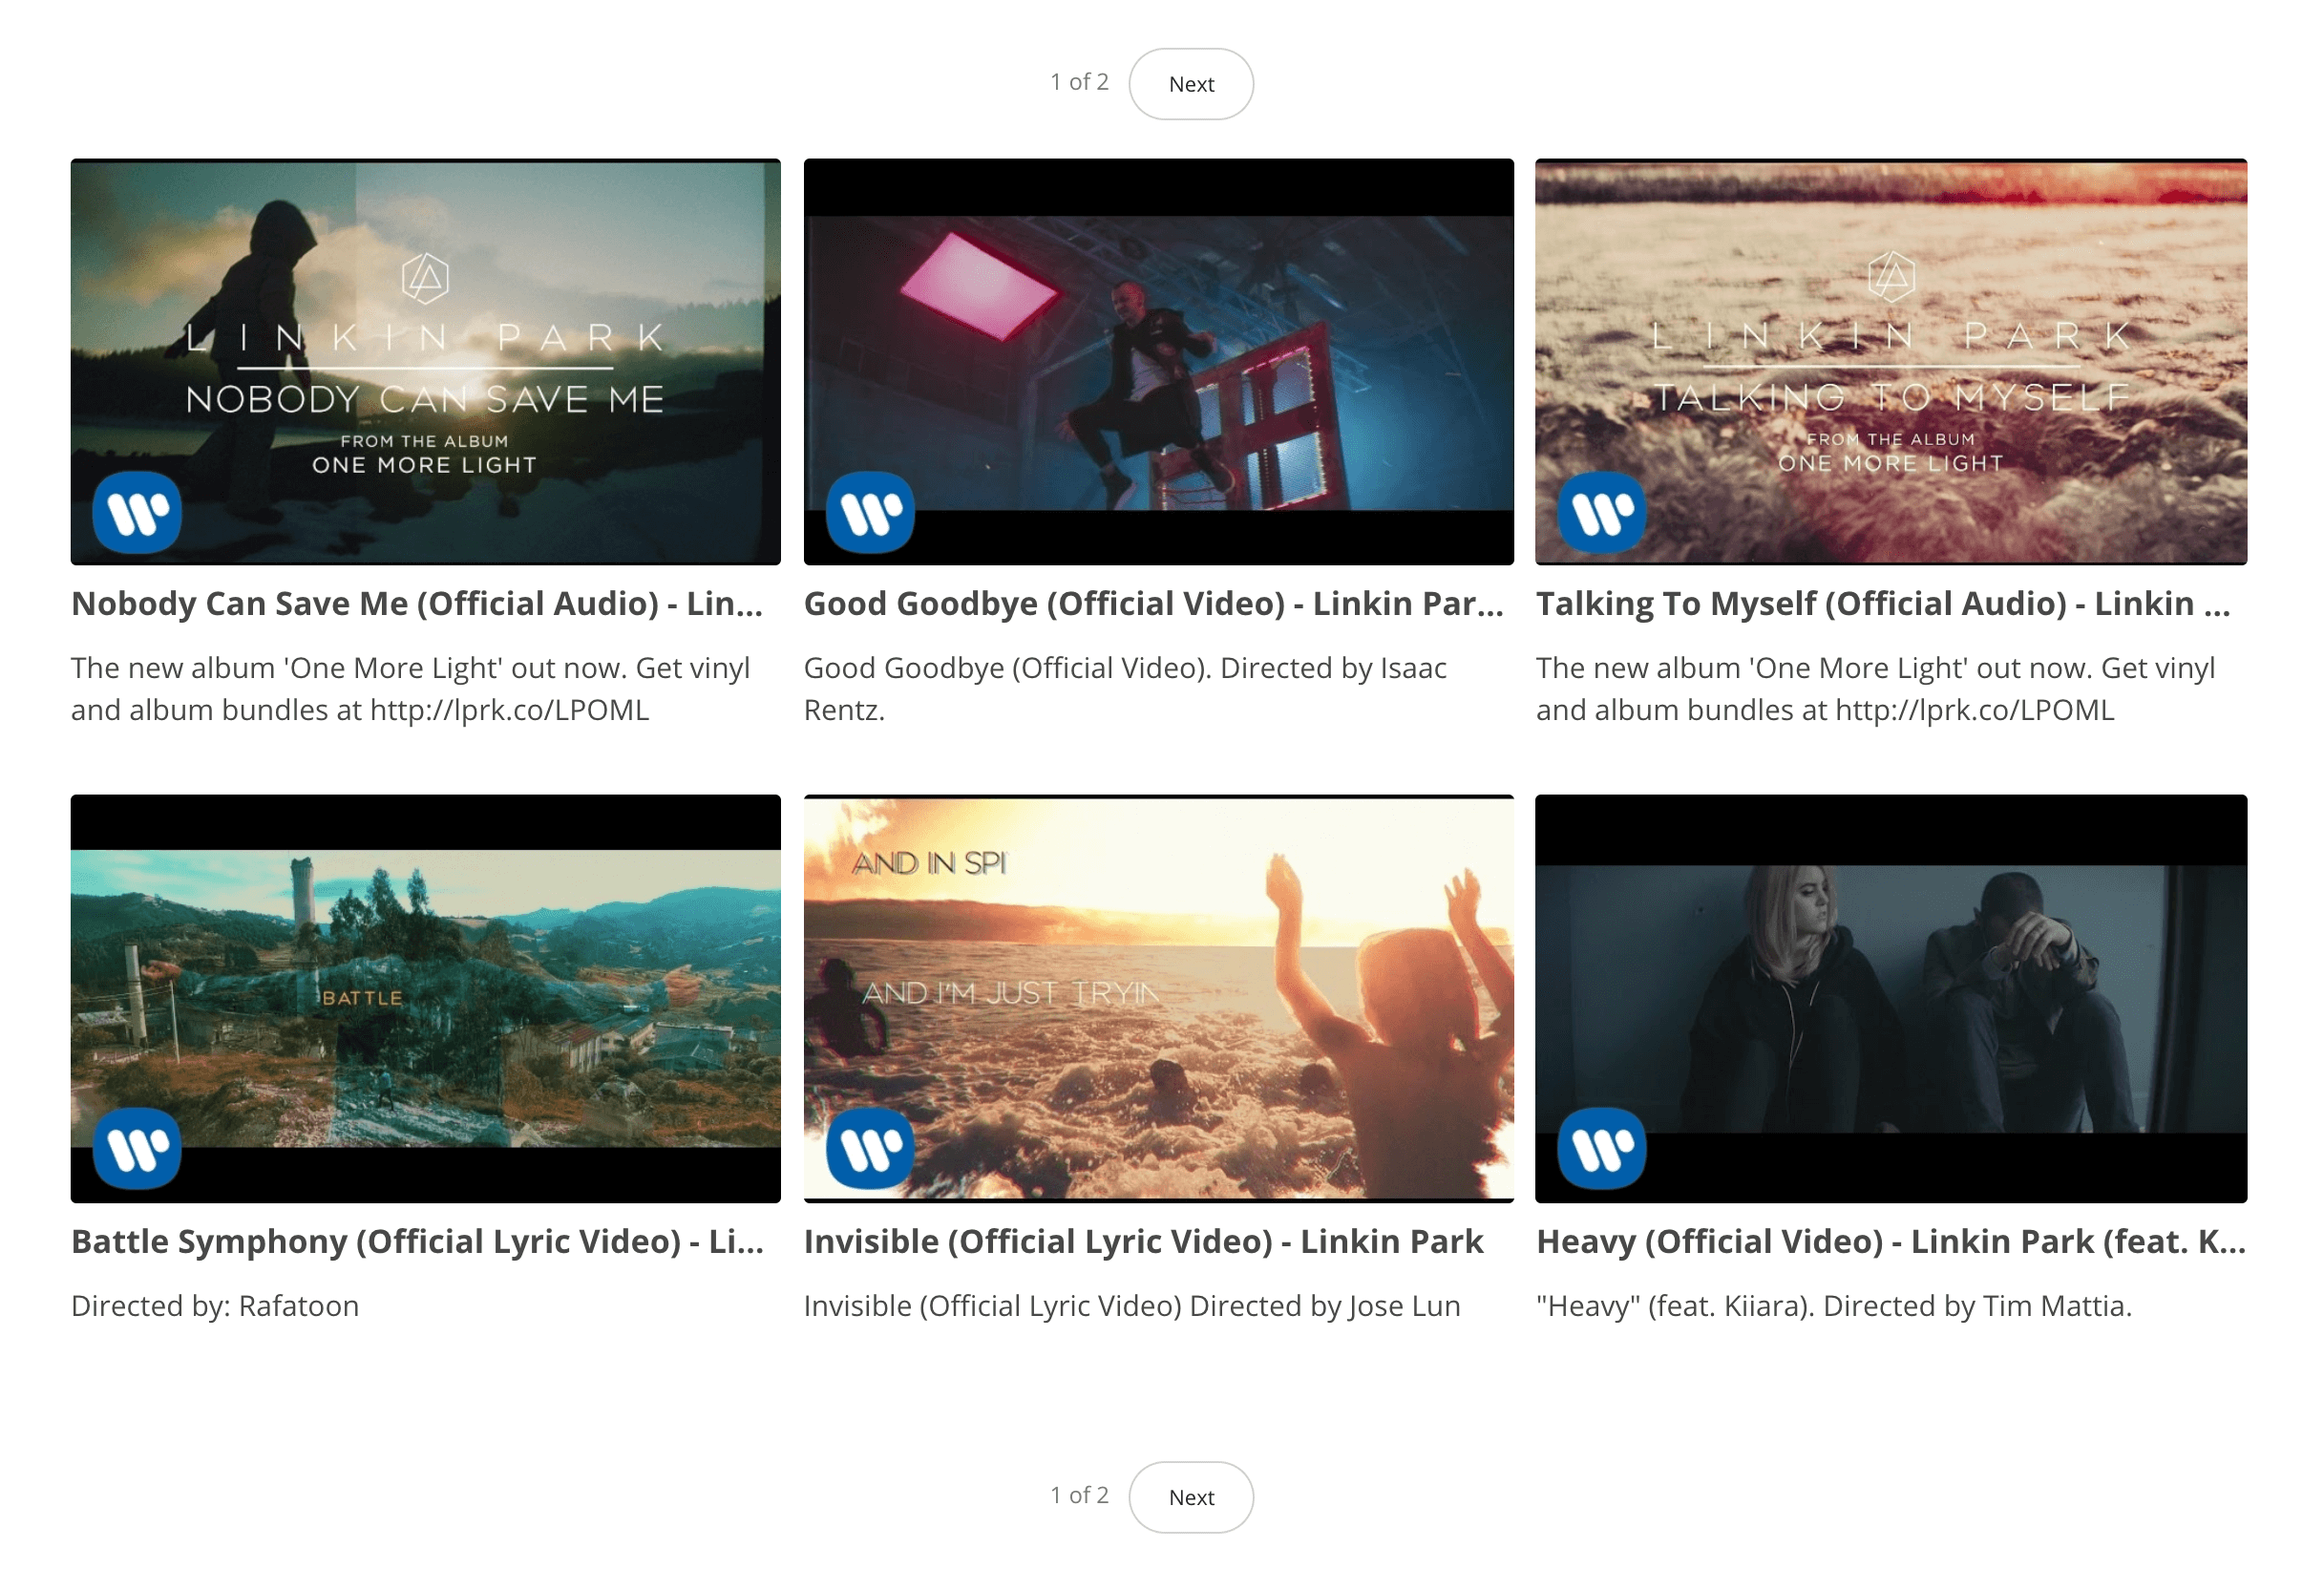 1 of 2 Next
LINKIN PARK
NOBODY CAN SAVE ME
FROM THE ALBUM
ONE MORE LIGHT
LINKIN PARK
TALKING TO MYSELF
FROM THE ALBUM
ONE MORE LIGHT
Nobody Can Save Me (Official Audio) - Lin...
The new album 'One More Light' out now. Get vinyl
and album bundles at http://lprk.co/LPOML
Good Goodbye (Official Video) - Linkin Par...
Good Goodbye (Official Video). Directed by Isaac
Rentz.
Talking To Myself (Official Audio) - Linkin ...
The new album 'One More Light' out now. Get vinyl
and album bundles at http://lprk.co/LPOML
BATTLE
AND IN SPI
AND I'M JUST TRYIN
Battle Symphony (Official Lyric Video) - Li...
Directed by: Rafatoon
Invisible (Official Lyric Video) - Linkin Park
Invisible (Official Lyric Video) Directed by Jose Lun
Heavy (Official Video) - Linkin Park (feat. K...
"Heavy" (feat. Kiiara). Directed by Tim Mattia.
1 of 2 Next